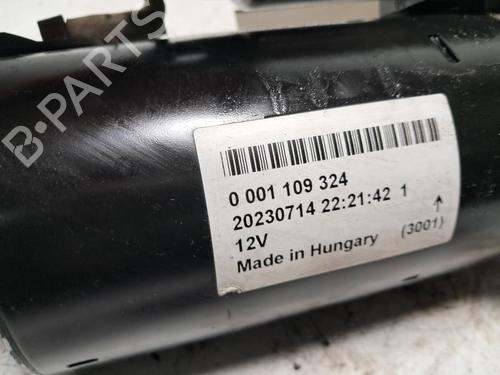 B·PARTS
0 001 109 324
20230714 22:21:42 1
12V
Made in Hungary (3001)